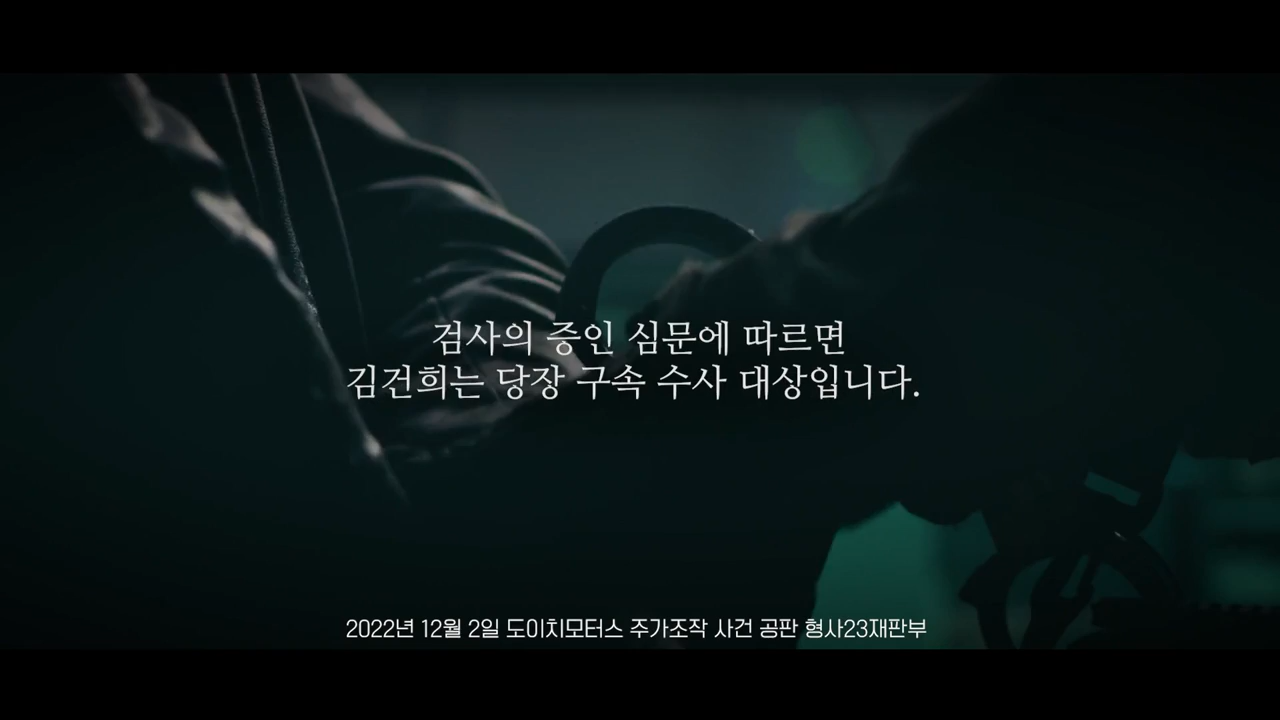 검사의 증인 심문에 따르면
김건희는 당장 구속 수사 대상입니다.
2022년 12월 2일 도이치모터스 주가조작 사건 공판 형사23재판부